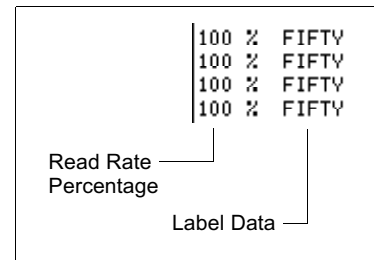 100 % FIFTY
100 % FIFTY
100 % FIFTY
100 % FIFTY
Read Rate
Percentage
Label Data